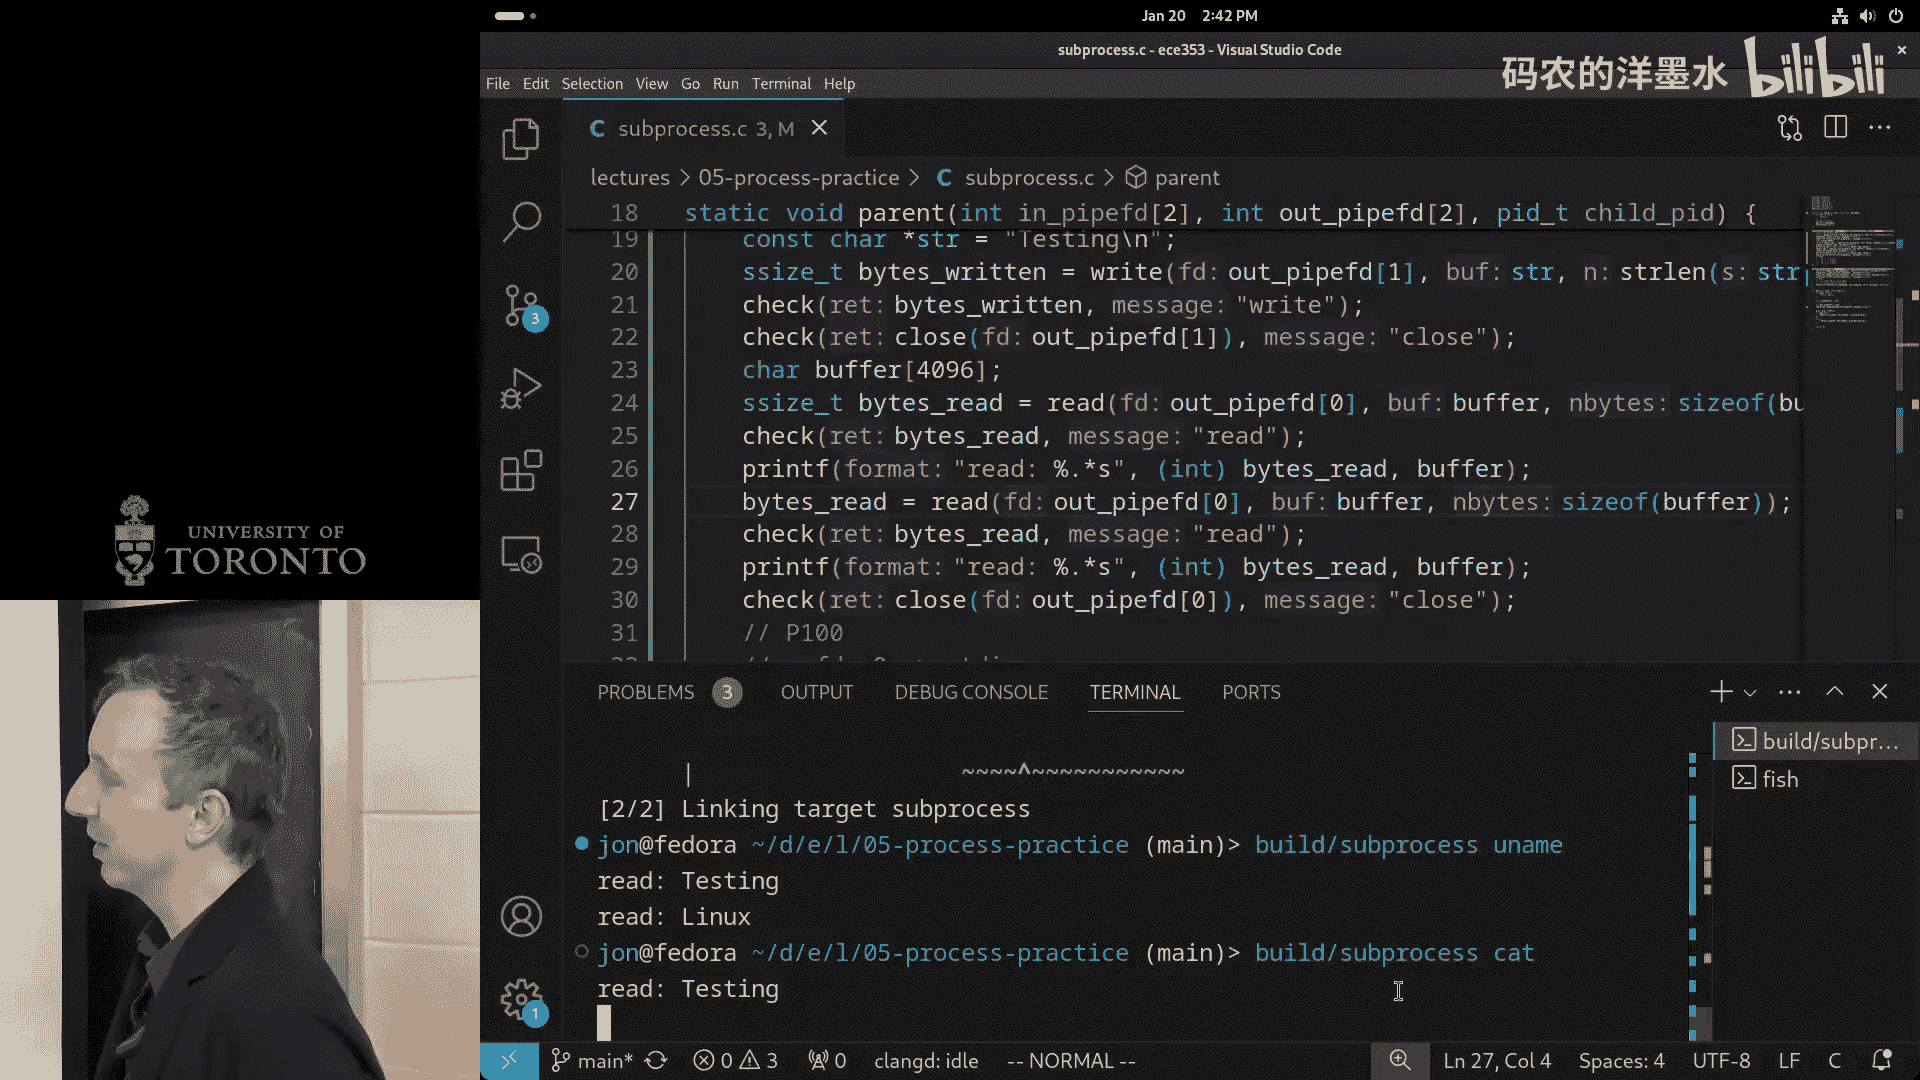 Jan 20 2:42 PM
subprocess.c - ece353 - Visual Studio Code
码农的洋墨水 bilibili
File Edit Selection View Go Run Terminal Help
C subprocess.c 3, M
lectures > 05-process-practice > C subprocess.c > parent
18 static void parent(int in_pipefd[2], int out_pipefd[2], pid_t child_pid) {
19 const char *str = "Testing\n";
20 ssize_t bytes_written = write(fd: out_pipefd[1], buf: str, n: strlen(s: str
21 check(ret: bytes_written, message: "write");
22 check(ret: close(fd: out_pipefd[1]), message: "close");
23 char buffer[4096];
24 ssize_t bytes_read = read(fd: out_pipefd[0], buf: buffer, nbytes: sizeof(bu
25 check(ret: bytes_read, message: "read");
26 printf(format: "read: %.*s", (int) bytes_read, buffer);
27 bytes_read = read(fd: out_pipefd[0], buf: buffer, nbytes: sizeof(buffer));
28 check(ret: bytes_read, message: "read");
29 printf(format: "read: %.*s", (int) bytes_read, buffer);
30 check(ret: close(fd: out_pipefd[0]), message: "close");
31 // P100
UNIVERSITY OF
TORONTO
3
PROBLEMS 3 OUTPUT DEBUG CONSOLE TERMINAL PORTS
| ~~~~^~~~~~~~~~~~
[2/2] Linking target subprocess
jon@fedora ~/d/e/l/05-process-practice (main)> build/subprocess uname
read: Testing
read: Linux
jon@fedora ~/d/e/l/05-process-practice (main)> build/subprocess cat
read: Testing
build/subpr...
fish
1
main* 0 3 0 clangd: idle -- NORMAL -- Ln 27, Col 4 Spaces: 4 UTF-8 LF C